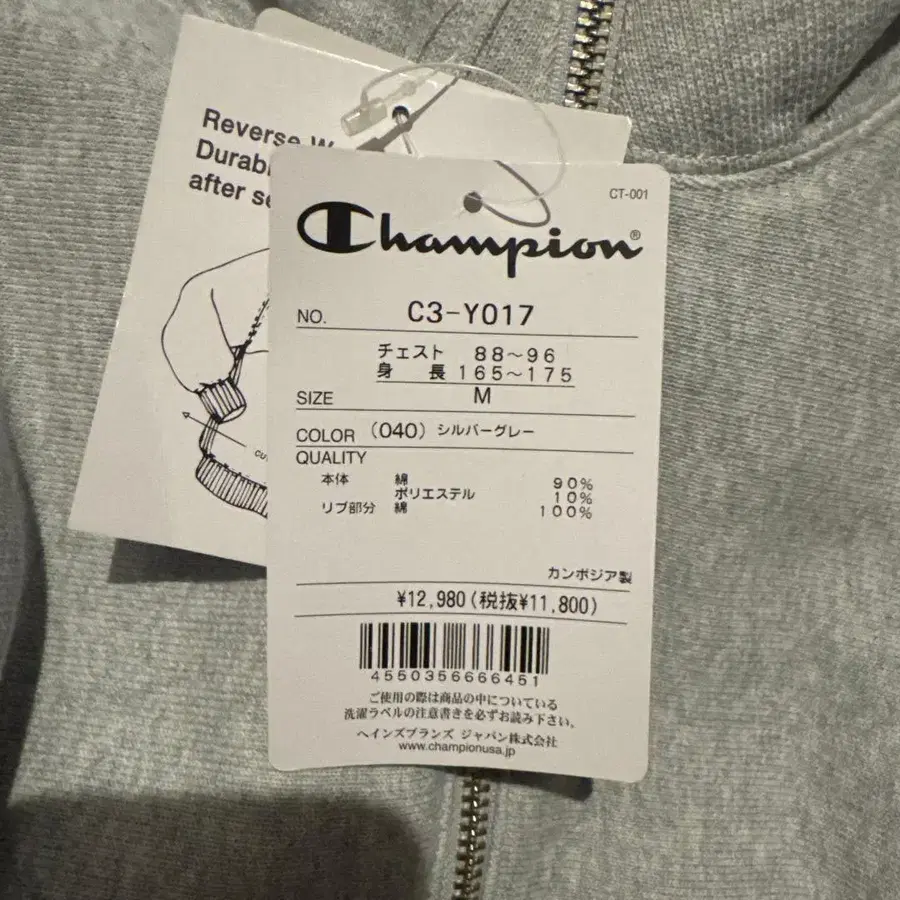 Reverse
Durabi
after se
CUT
CT-001
Champion®
NO. C3-Y017
チェスト 88～96
身長 165～175
SIZE M
COLOR (040) シルバーグレー
QUALITY
本体 綿 90%
ポリエステル 10%
リブ部分 綿 100%
カンボジア製
¥12,980(税抜¥11,800)
4550356666451
ご使用の際は商品の中についている
洗濯ラベルの注意書きを必ずお読み下さい。
ヘインズブランズ ジャパン株式会社
www.championusa.jp